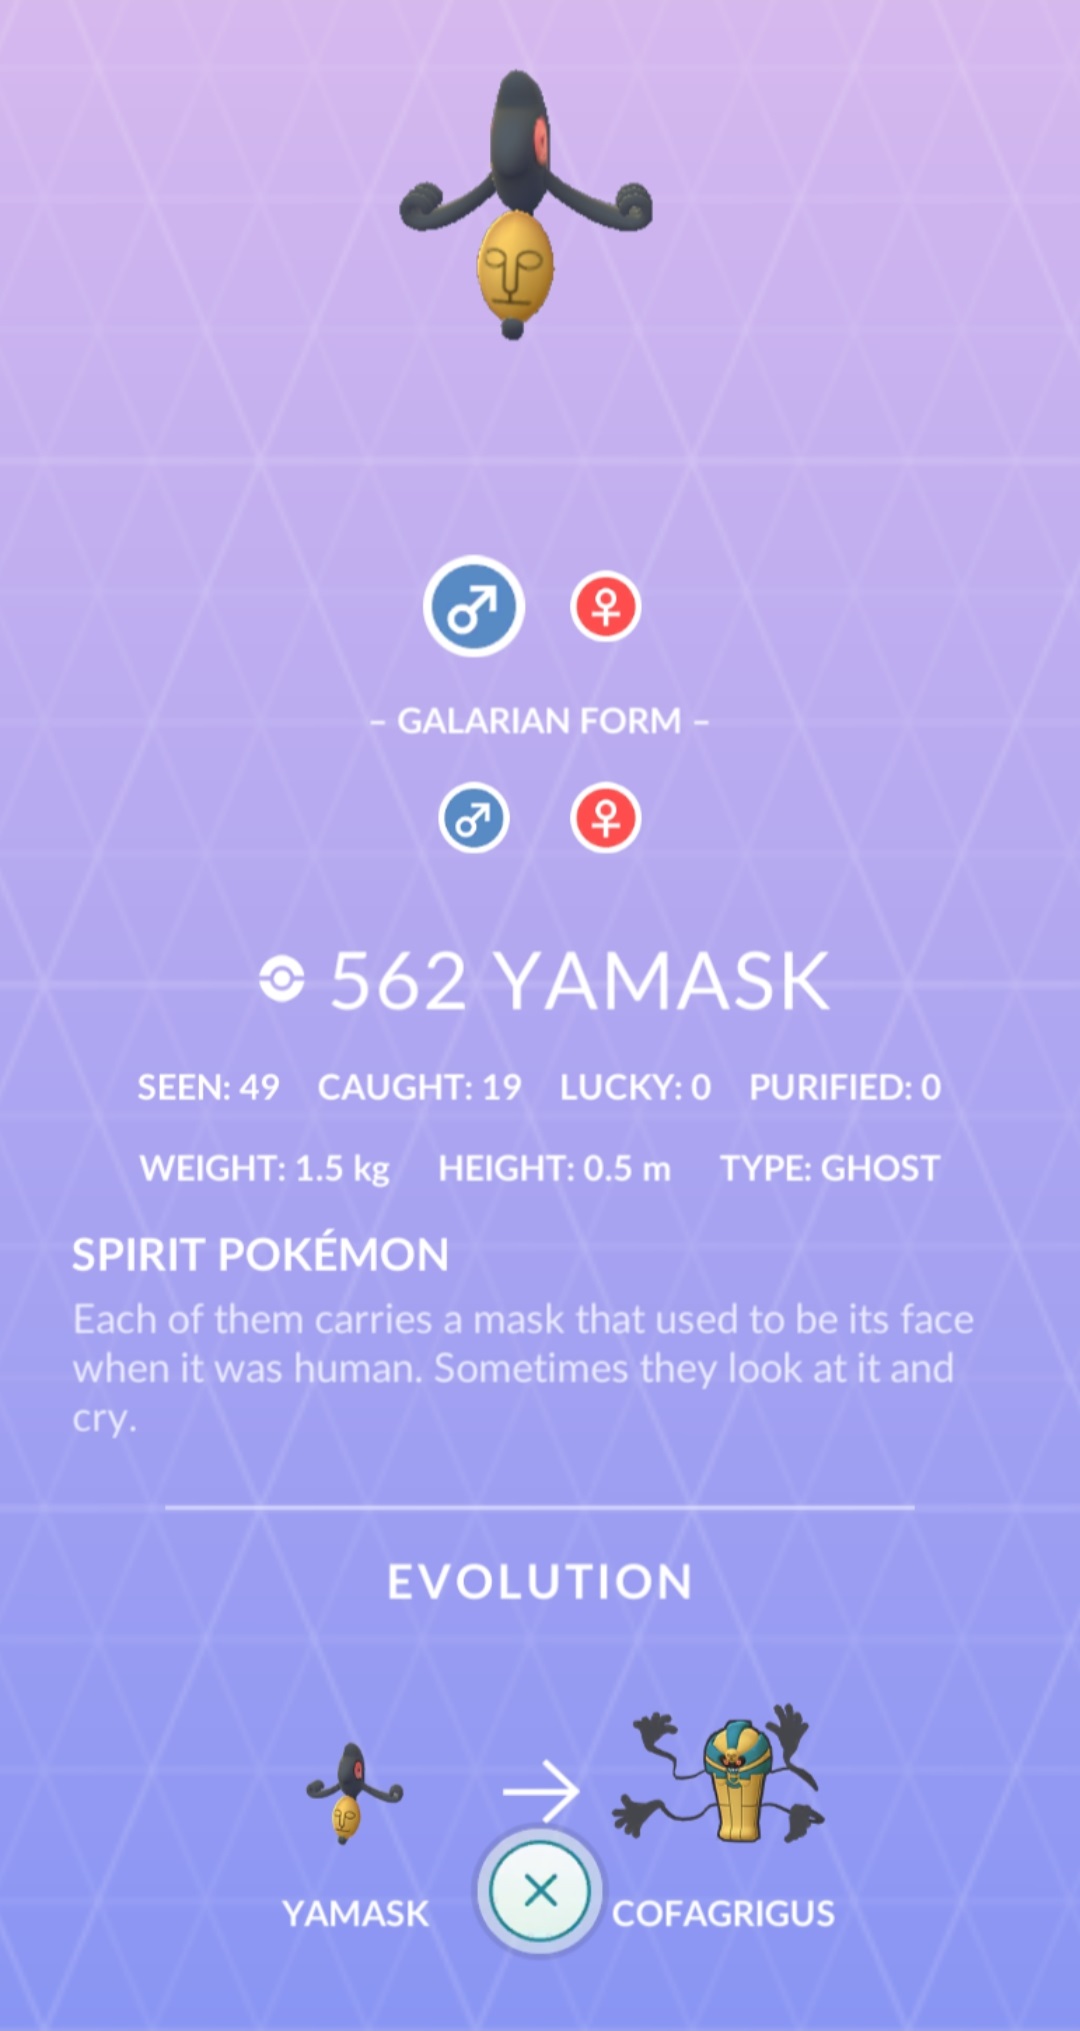 – GALARIAN FORM –
562 YAMASK
SEEN: 49 CAUGHT: 19 LUCKY: 0 PURIFIED: 0
WEIGHT: 1.5 kg HEIGHT: 0.5 m TYPE: GHOST
SPIRIT POKÉMON
Each of them carries a mask that used to be its face
when it was human. Sometimes they look at it and
cry.
EVOLUTION
YAMASK COFAGRIGUS